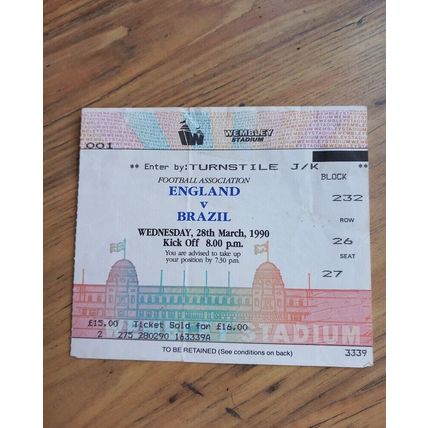 WEMBLEY
STADIUM
001
** Enter by: TURNSTILE J/K **
BLOCK
FOOTBALL ASSOCIATION
ENGLAND
232
V
BRAZIL
ROW
WEDNESDAY, 28th March, 1990
26
Kick Off 8.00 p.m.
You are advised to take up
SEAT
your position by 7.30 pm.
27
£15.00 Ticket Sold for £16.00
STADIUM
2 275 280290 163339A
TO BE RETAINED (See conditions on back)
3339